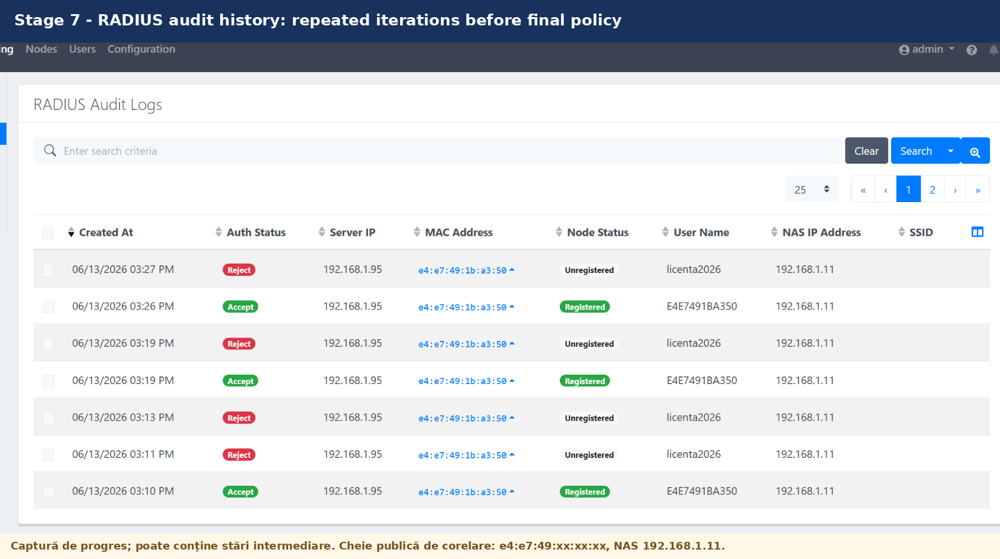 Stage 7 - RADIUS audit history: repeated iterations before final policy
ing Nodes Users Configuration admin
RADIUS Audit Logs
Enter search criteria Clear Search
25 « ‹ 1 2 › »
Created At Auth Status Server IP MAC Address Node Status User Name NAS IP Address SSID
06/13/2026 03:27 PM Reject 192.168.1.95 e4:e7:49:1b:a3:50 Unregistered licenta2026 192.168.1.11
06/13/2026 03:26 PM Accept 192.168.1.95 e4:e7:49:1b:a3:50 Registered E4E7491BA350 192.168.1.11
06/13/2026 03:19 PM Reject 192.168.1.95 e4:e7:49:1b:a3:50 Unregistered licenta2026 192.168.1.11
06/13/2026 03:19 PM Accept 192.168.1.95 e4:e7:49:1b:a3:50 Registered E4E7491BA350 192.168.1.11
06/13/2026 03:13 PM Reject 192.168.1.95 e4:e7:49:1b:a3:50 Unregistered licenta2026 192.168.1.11
06/13/2026 03:11 PM Reject 192.168.1.95 e4:e7:49:1b:a3:50 Unregistered licenta2026 192.168.1.11
06/13/2026 03:10 PM Accept 192.168.1.95 e4:e7:49:1b:a3:50 Registered E4E7491BA350 192.168.1.11
Captură de progres; poate conține stări intermediare. Cheie publică de corelare: e4:e7:49:xx:xx:xx, NAS 192.168.1.11.